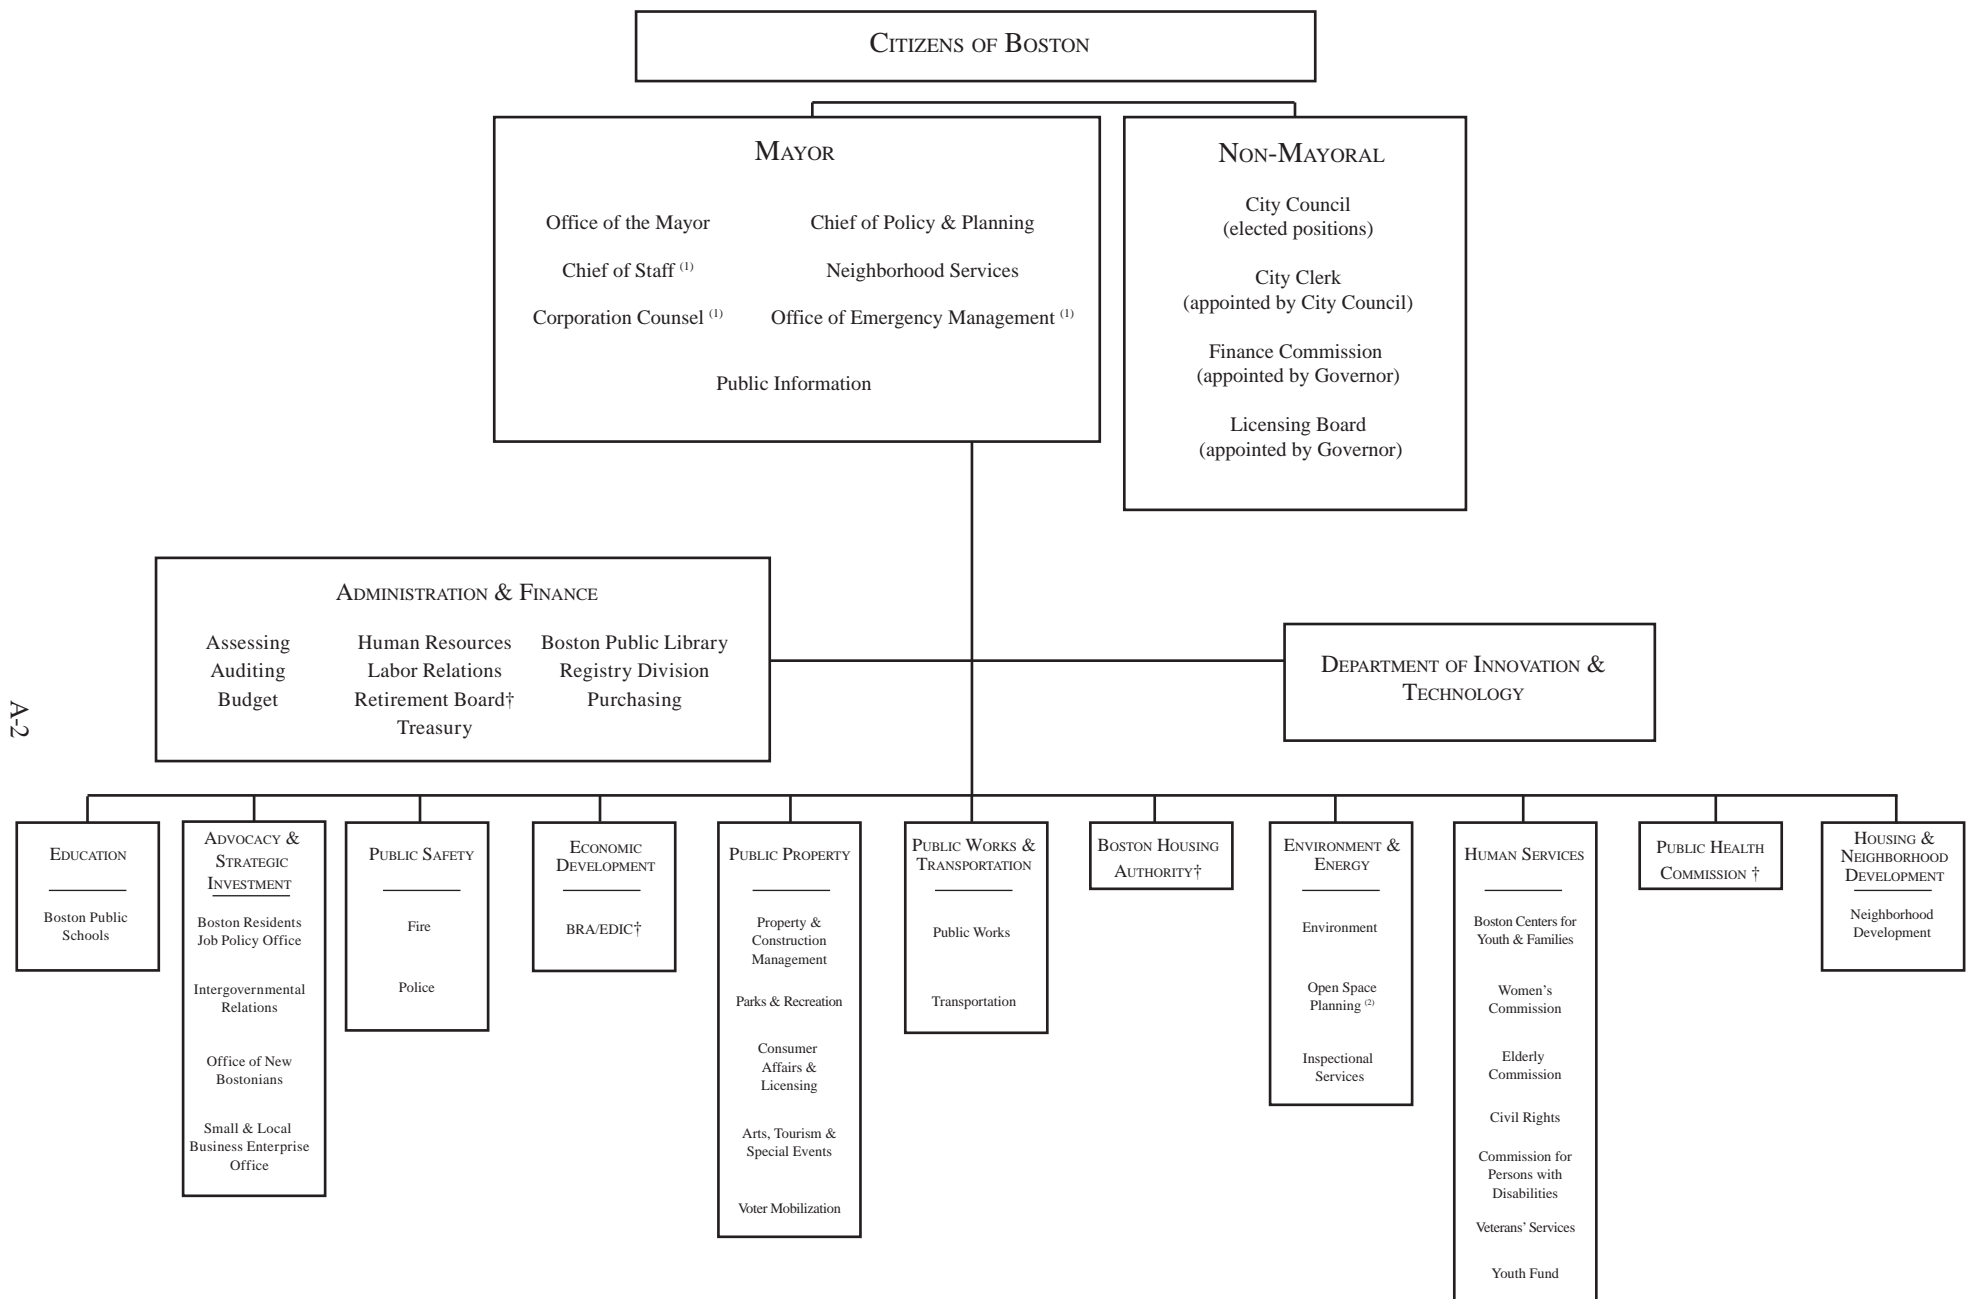 CITIZENS OF BOSTON
MAYOR
Office of the Mayor
Chief of Policy & Planning
Chief of Staff (1)
Neighborhood Services
Corporation Counsel (1)
Office of Emergency Management (1)
Public Information
NON-MAYORAL
City Council
(elected positions)
City Clerk
(appointed by City Council)
Finance Commission
(appointed by Governor)
Licensing Board
(appointed by Governor)
ADMINISTRATION & FINANCE
Assessing
Auditing
Budget
Human Resources
Labor Relations
Retirement Board†
Treasury
Boston Public Library
Registry Division
Purchasing
DEPARTMENT OF INNOVATION &
TECHNOLOGY
A-2
EDUCATION
Boston Public
Schools
ADVOCACY &
STRATEGIC
INVESTMENT
Boston Residents
Job Policy Office
Intergovernmental
Relations
Office of New
Bostonians
Small & Local
Business Enterprise
Office
PUBLIC SAFETY
Fire
Police
ECONOMIC
DEVELOPMENT
BRA/EDIC†
PUBLIC PROPERTY
Property &
Construction
Management
Parks & Recreation
Consumer
Affairs &
Licensing
Arts, Tourism &
Special Events
Voter Mobilization
PUBLIC WORKS &
TRANSPORTATION
Public Works
Transportation
BOSTON HOUSING
AUTHORITY†
ENVIRONMENT &
ENERGY
Environment
Open Space
Planning (2)
Inspectional
Services
HUMAN SERVICES
Boston Centers for
Youth & Families
Women's
Commission
Elderly
Commission
Civil Rights
Commission for
Persons with
Disabilities
Veterans' Services
Youth Fund
PUBLIC HEALTH
COMMISSION †
HOUSING &
NEIGHBORHOOD
DEVELOPMENT
Neighborhood
Development